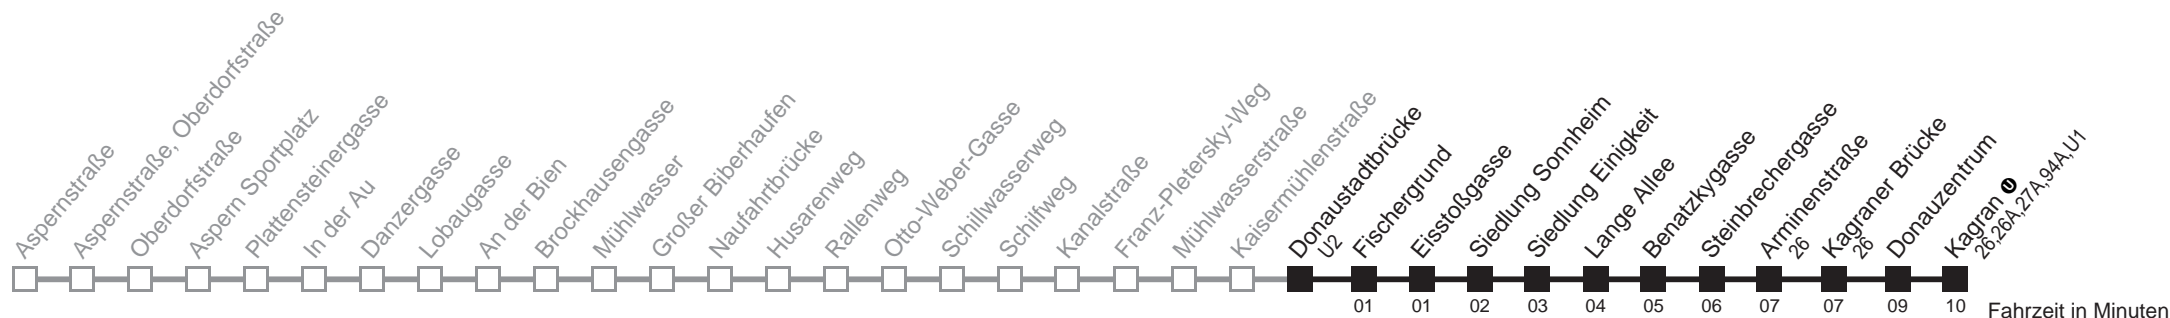 Aspernstraße
Aspernstraße, Oberdorfstraße
Oberdorfstraße
Aspern Sportplatz
Plattensteinergasse
In der Au
Danzergasse
Lobaugasse
An der Bien
Brockhausengasse
Mühlwasser
Großer Biberhaufen
Naufahrtbrücke
Husarenweg
Rallenweg
Otto-Weber-Gasse
Schillwasserweg
Schilfweg
Kanalstraße
Franz-Pletersky-Weg
Mühlwasserstraße
Kaisermühlenstraße
Donaustadtbrücke
U2
Fischergrund
Eisstoßgasse
Siedlung Sonnheim
Siedlung Einigkeit
Lange Allee
Benatzkygasse
Steinbrechergasse
Arminenstraße
26
Kagraner Brücke
26
Donauzentrum
Kagran U
26,26A,27A,94A,U1
01 01 02 03 04 05 06 07 07 09 10 Fahrzeit in Minuten